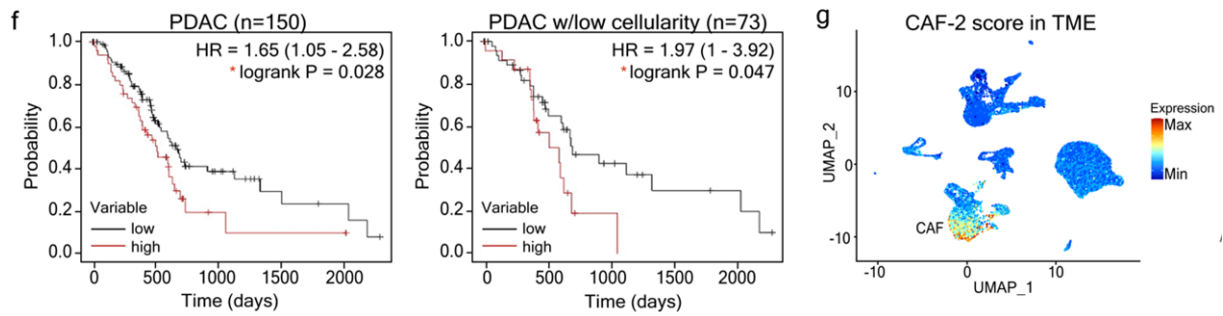 f
PDAC (n=150)
HR = 1.65 (1.05 - 2.58)
* logrank P = 0.028
Probability
1.0
0.8
0.6
0.4
0.2
0.0
Variable
low
high
0 500 1000 1500 2000
Time (days)
PDAC w/low cellularity (n=73)
HR = 1.97 (1 - 3.92)
* logrank P = 0.047
Probability
1.0
0.8
0.6
0.4
0.2
0.0
Variable
low
high
0 500 1000 1500 2000
Time (days)
g
CAF-2 score in TME
UMAP_2
10
0
-10
CAF
-10 0 10
UMAP_1
Expression
Max
Min